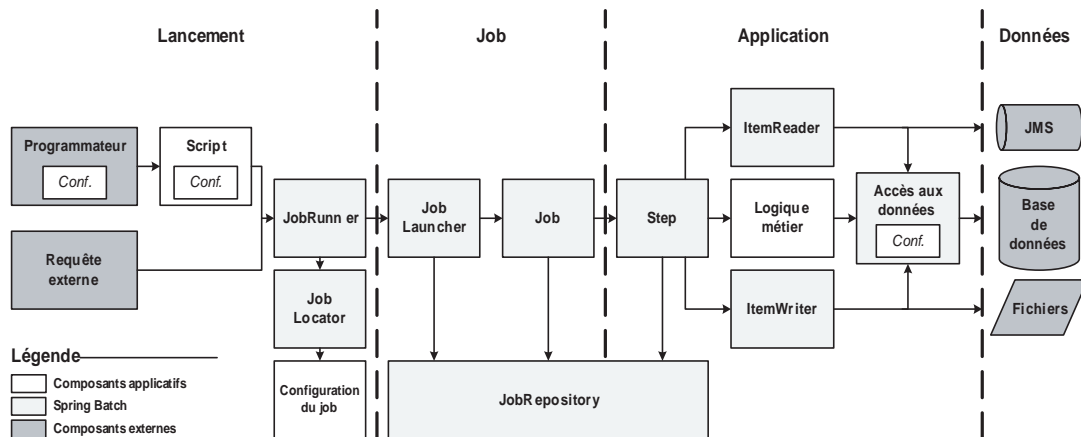 Lancement
Job
Application
Données
Programmateur
Conf.
Script
Conf.
Requête
externe
JobRunn er
Job
Locator
Configuration
du job
Job
Launcher
Job
JobRepository
Step
ItemReader
Logique
métier
ItemWriter
Accès aux
données
Conf.
JMS
Base
de
données
Fichiers
Légende
Composants applicatifs
Spring Batch
Composants externes